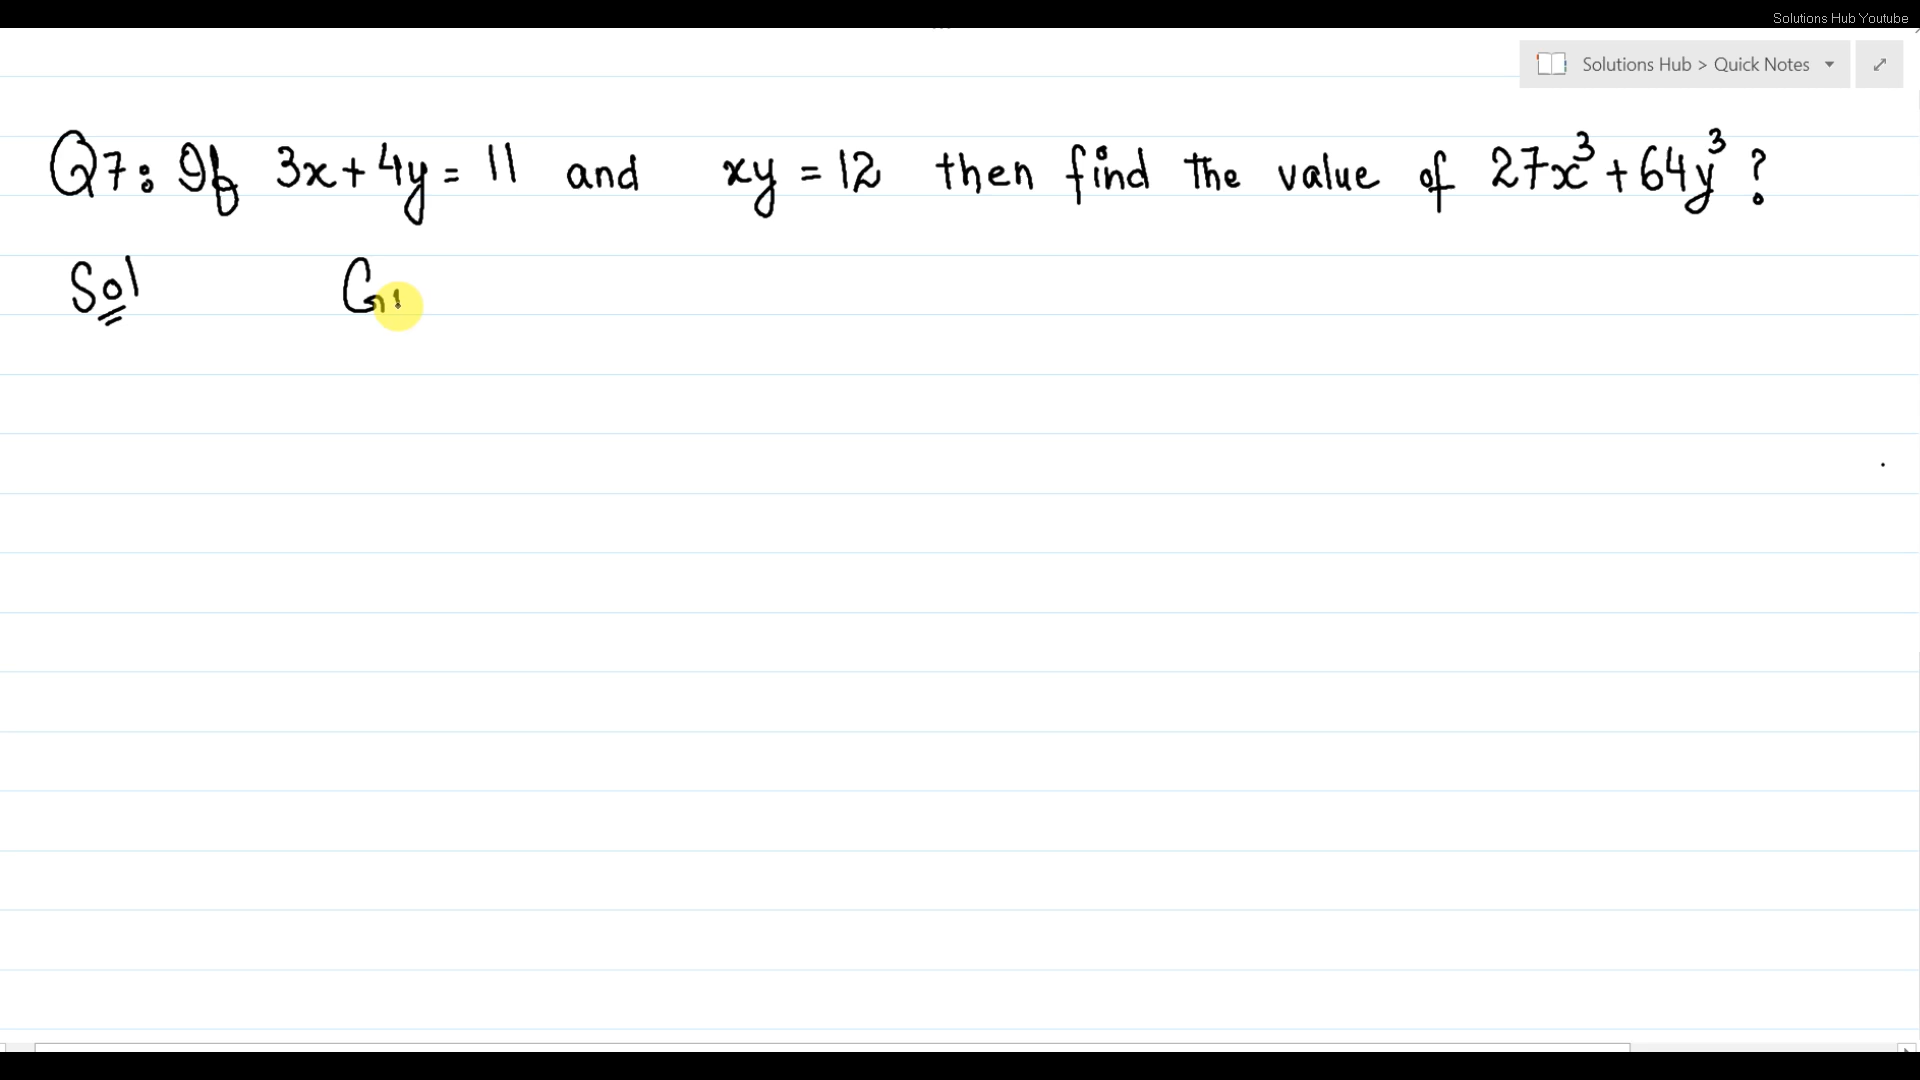 Solutions Hub Youtube
Solutions Hub > Quick Notes
Q7: If 3x+4y = 11 and xy = 12 then find the value of 27x³+64y³ ?
Sol Gi